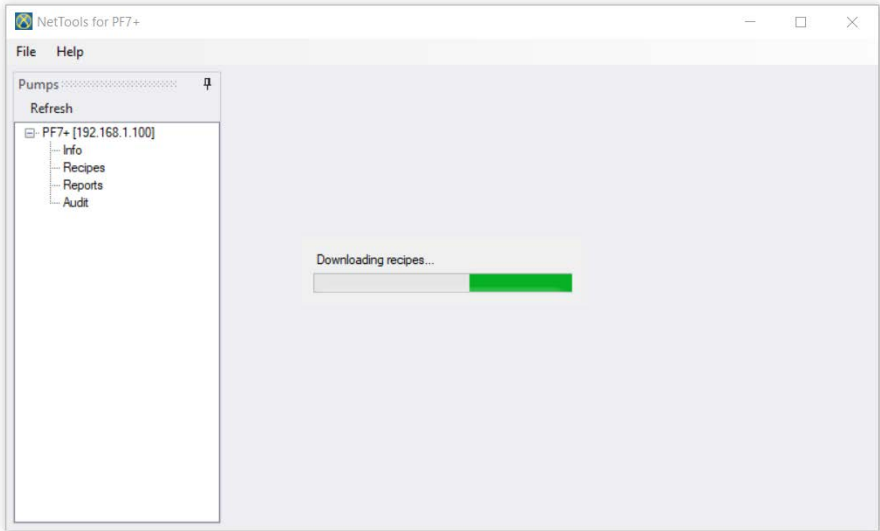 NetTools for PF7+
File Help
Pumps
Refresh
PF7+ [192.168.1.100]
Info
Recipes
Reports
Audit
Downloading recipes...